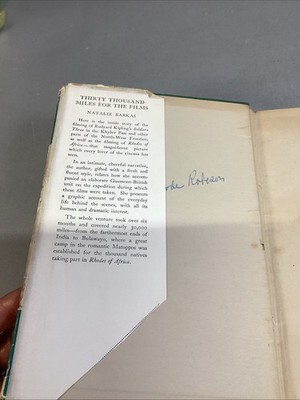 THIRTY THOUSAND
MILES FOR THE FILMS
NATALIE BARKAS
Here is the inside story of the
filming of Rudyard Kipling's Soldiers
Three in the Khyber Pass and other
parts of the North-West Frontier;
as well as the filming of Rhodes of
Africa—that magnificent picture
which every lover of the cinema has
seen.
In an intimate, cheerful narration,
the author, gifted with a fresh and
fluent style, relates how she accom-
panied an elaborate Gaumont-British
unit on the expedition during which
these films were taken. She presents
a graphic account of the everyday
life behind the scenes, with all its
human and dramatic interest.
The whole venture took over six
months and covered nearly 30,000
miles—from the furthermost ends of
India to Bulawayo, where a great
camp in the romantic Matoppos was
established for the thousand natives
taking part in Rhodes of Africa.
Robson